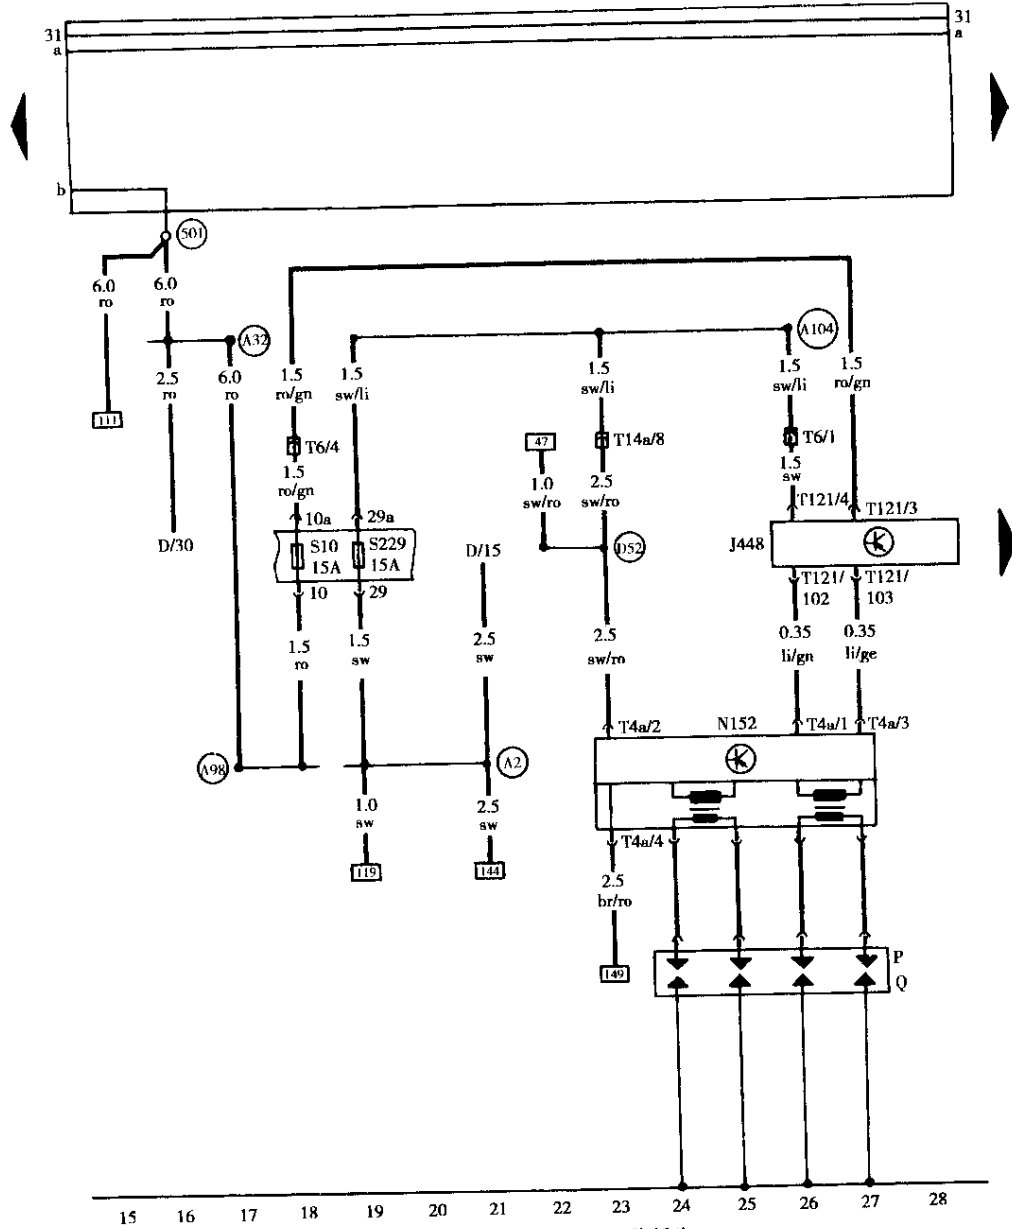 31
31
a
a
b
501
6.0
ro
6.0
ro
A32
A104
2.5
ro
6.0
ro
1.5
ro/gn
1.5
sw/li
1.5
sw/li
1.5
sw/li
1.5
ro/gn
111
T6/4
47
T14a/8
T6/1
1.5
ro/gn
1.0
sw/ro
2.5
sw/ro
1.5
sw
T121/4
T121/3
10a
29a
D/30
S10
15A
S229
15A
D/15
D52
J448
10
29
T121/
102
T121/
103
1.5
ro
1.5
sw
2.5
sw
2.5
sw/ro
0.35
li/gn
0.35
li/ge
T4a/2
N152
T4a/1
T4a/3
A98
A2
1.0
sw
2.5
sw
T4a/4
119
144
2.5
br/ro
149
P
Q
15
16
17
18
19
20
21
22
23
24
25
26
27
28